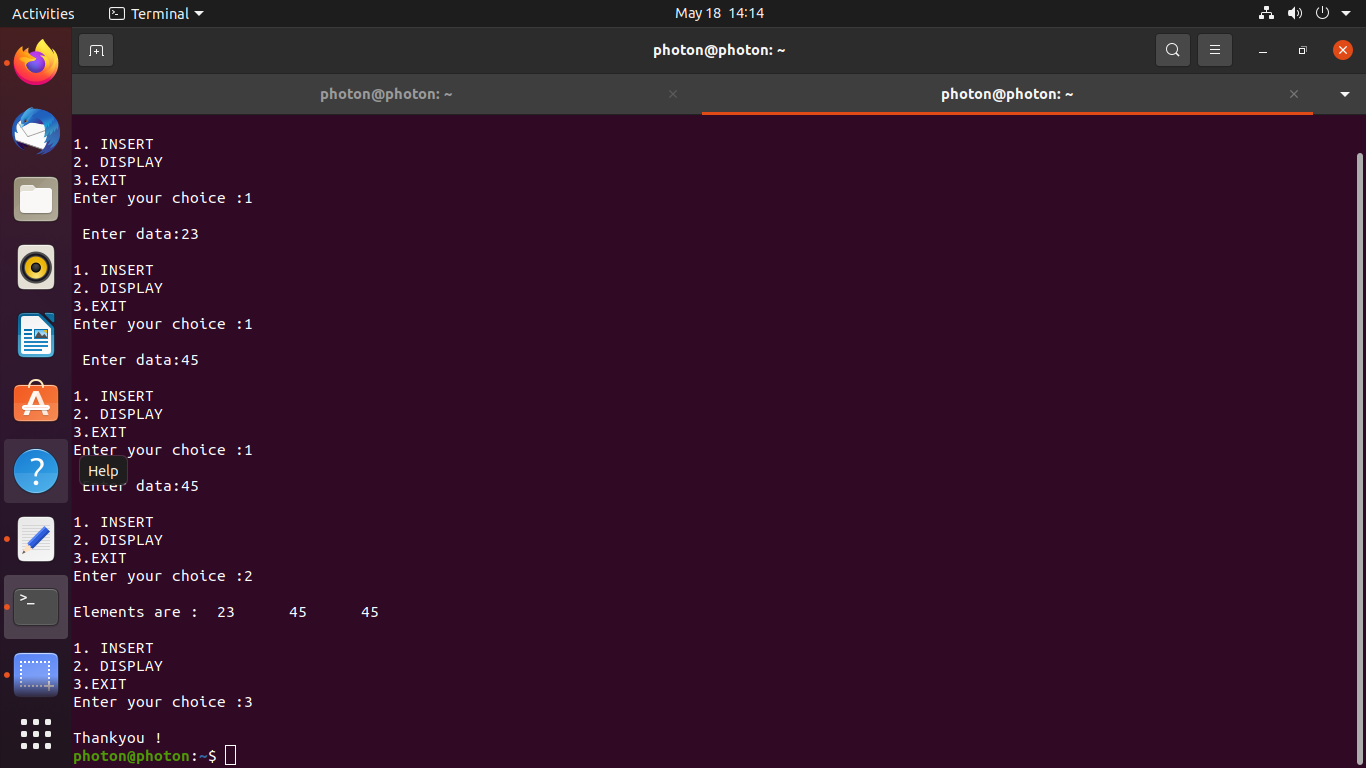 Activities
Terminal
May 18 14:14
photon@photon: ~
photon@photon: ~
photon@photon: ~
1. INSERT
2. DISPLAY
3.EXIT
Enter your choice :1
Enter data:23
1. INSERT
2. DISPLAY
3.EXIT
Enter your choice :1
Enter data:45
1. INSERT
2. DISPLAY
3.EXIT
Enter your choice :1
Help
Enter data:45
1. INSERT
2. DISPLAY
3.EXIT
Enter your choice :2
Elements are :  23      45      45
1. INSERT
2. DISPLAY
3.EXIT
Enter your choice :3
Thankyou !
photon@photon:~$